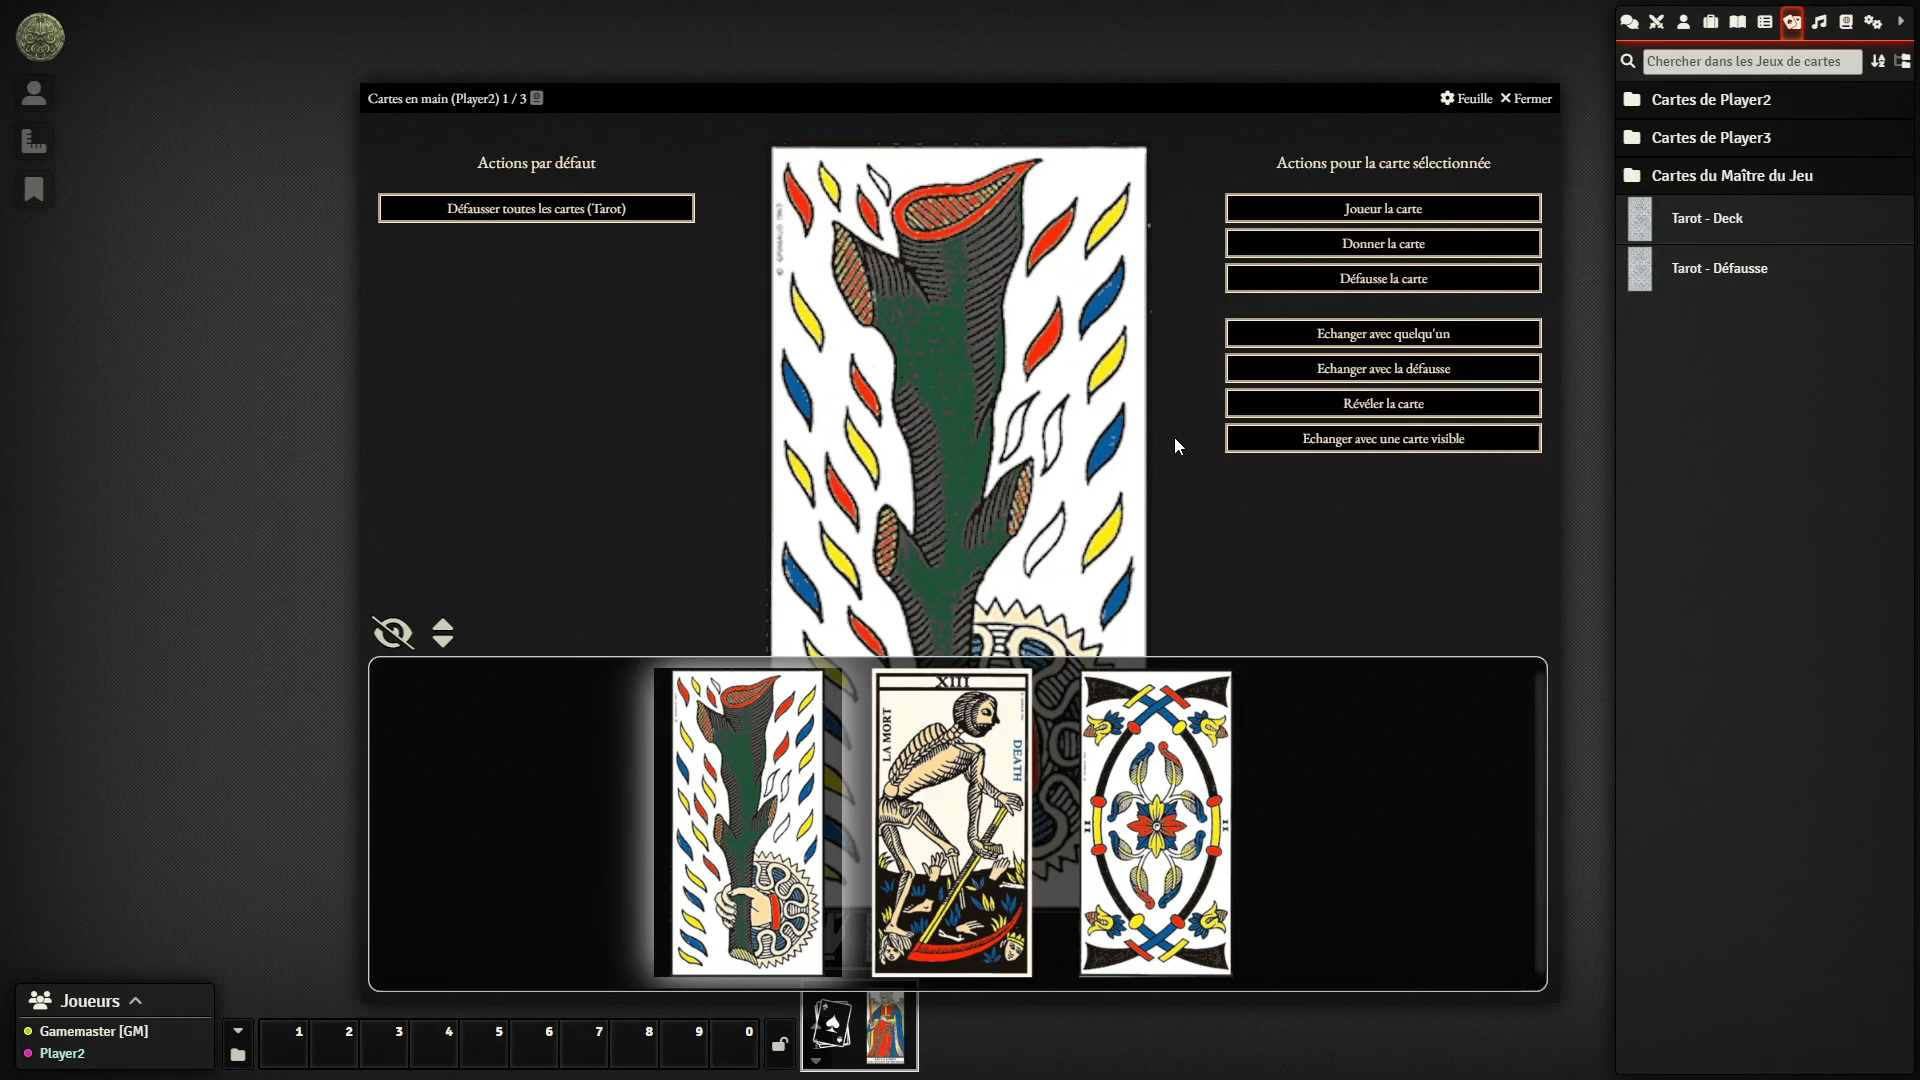 Cartes en main (Player2) 1 / 3
Feuille
Fermer
Chercher dans les Jeux de cartes
Cartes de Player2
Cartes de Player3
Cartes du Maître du Jeu
Tarot - Deck
Tarot - Défausse
Actions par défaut
Défausser toutes les cartes (Tarot)
Actions pour la carte sélectionnée
Joueur la carte
Donner la carte
Défausse la carte
Echanger avec quelqu'un
Echanger avec la défausse
Révéler la carte
Echanger avec une carte visible
© GRIMAUD 1963
XIII
LA MORT
DEATH
II
II
Joueurs
Gamemaster [GM]
Player2
1 2 3 4 5 6 7 8 9 0